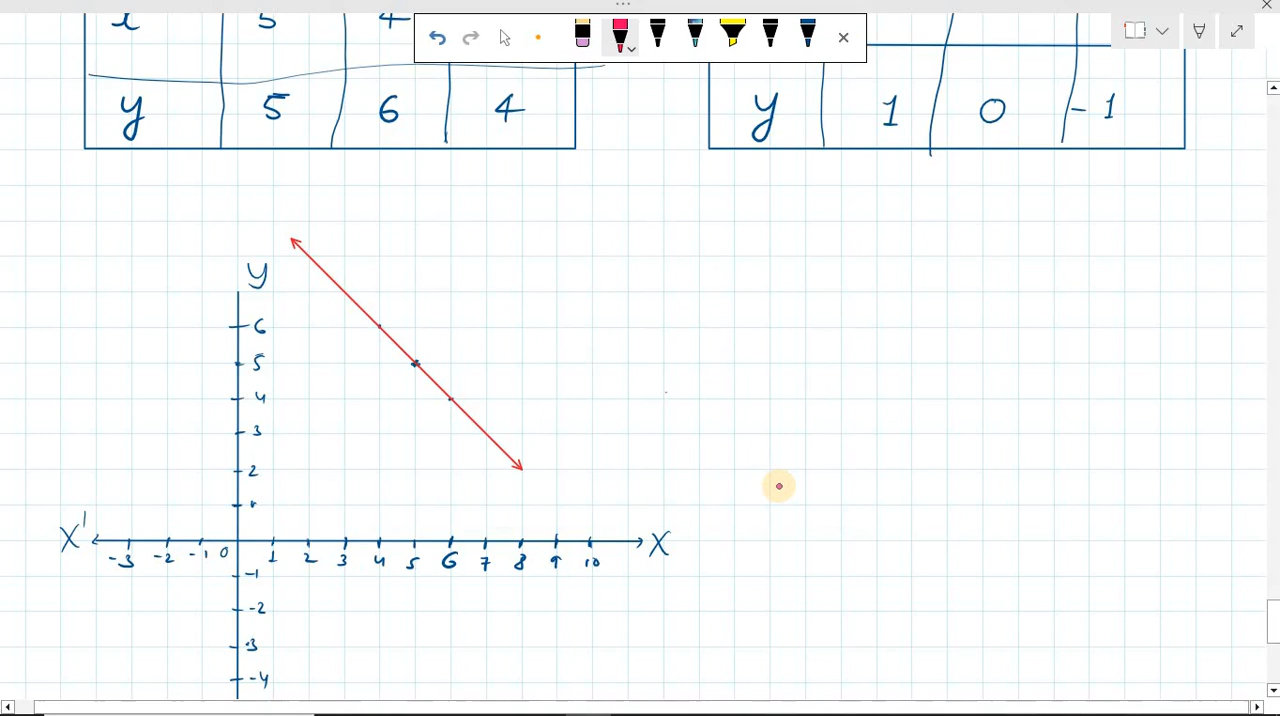 x 5 4
y 5 6 4
y 1 0 -1
y
6
5
4
3
2
1
X' -3 -2 -1 0 1 2 3 4 5 6 7 8 9 10 X
-1
-2
-3
-4